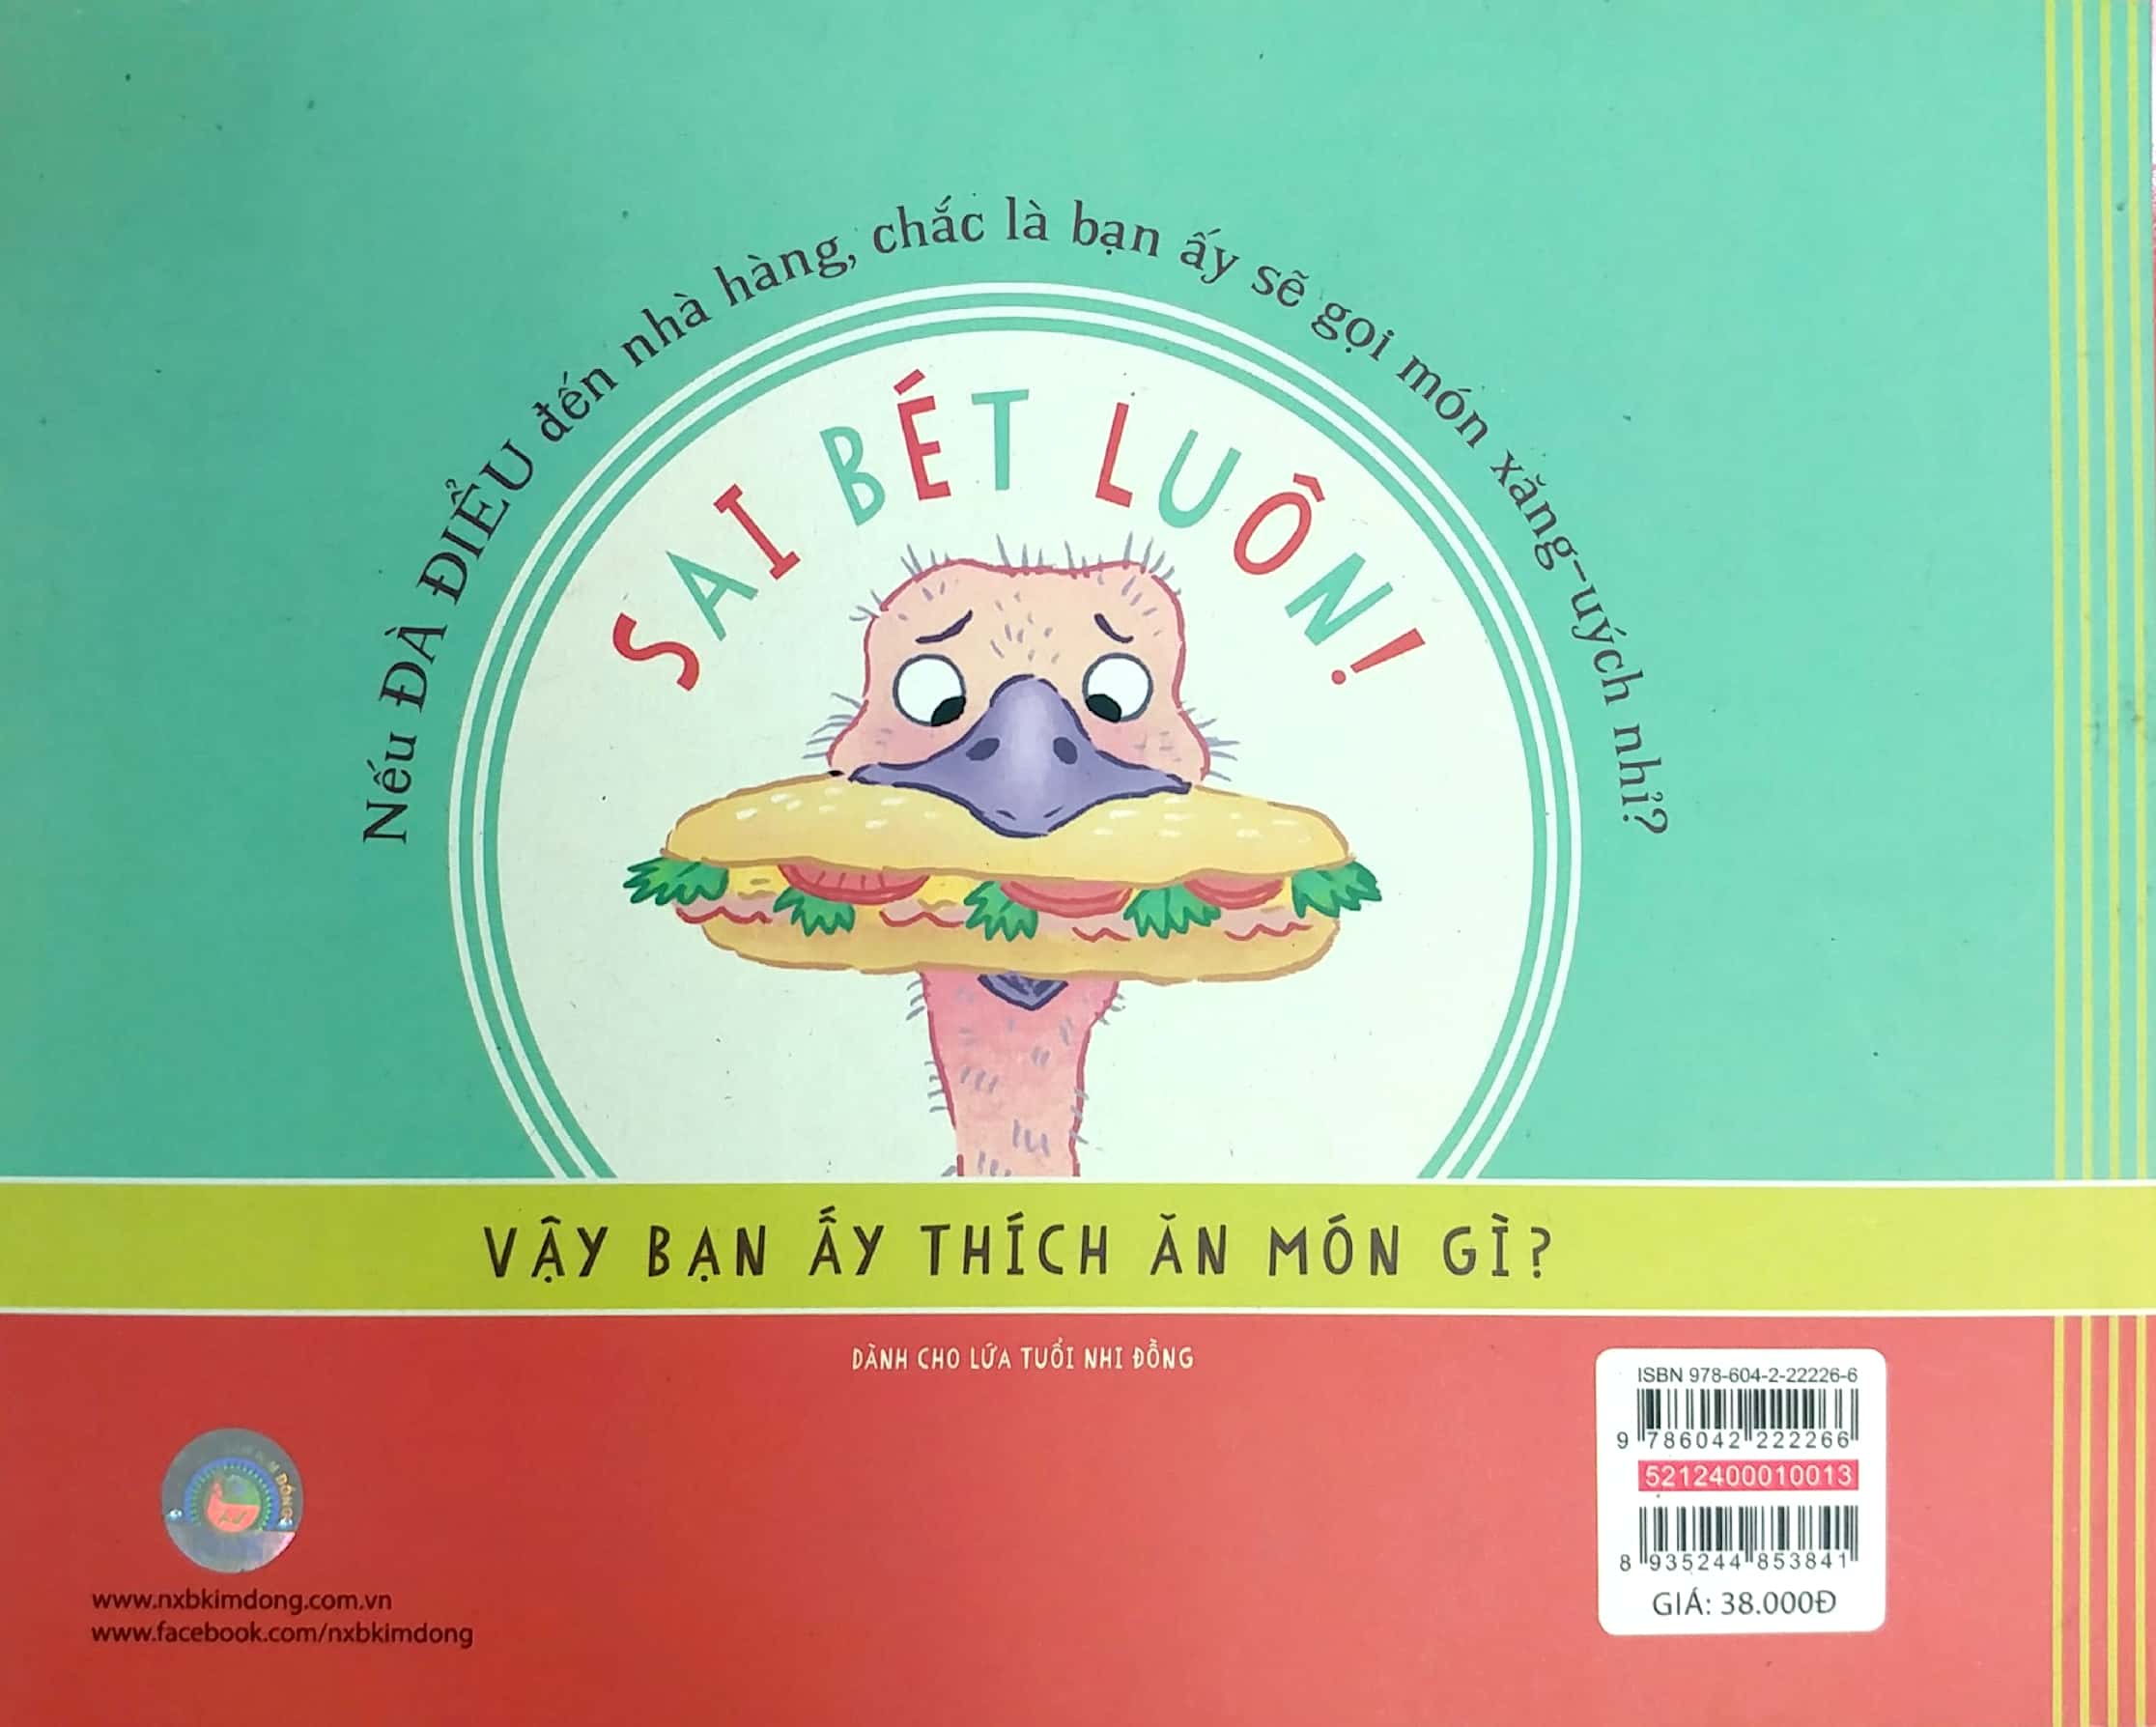 Nếu ĐÀ ĐIỂU đến nhà hàng, chắc là bạn ấy sẽ gọi món xăng-uých nhỉ?
SAI BÉT LUÔN!
VẬY BẠN ẤY THÍCH ĂN MÓN GÌ?
DÀNH CHO LỨA TUỔI NHI ĐỒNG
ISBN 978-604-2-22226-6
9 786042 222266
5212400010013
8 935244 853841
GIÁ: 38.000Đ
ĐỒNG
www.nxbkimdong.com.vn
www.facebook.com/nxbkimdong